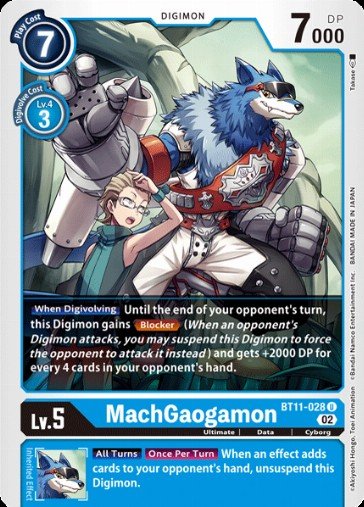 DIGIMON
Play Cost
7
DP
7000
Digivolve Cost
Lv.4
3
Takase
©Akiyoshi Hongo, Toei Animation ©Bandai Namco Entertainment Inc. BANDAI MADE IN JAPAN
When Digivolving Until the end of your opponent's turn,
this Digimon gains Blocker (When an opponent's
Digimon attacks, you may suspend this Digimon to force
the opponent to attack it instead) and gets +2000 DP for
every 4 cards in your opponent's hand.
Lv.5
MachGaogamon
BT11-028 U
02
Ultimate | Data | Cyborg
Inherited Effect
All Turns Once Per Turn When an effect adds
cards to your opponent's hand, unsuspend this
Digimon.